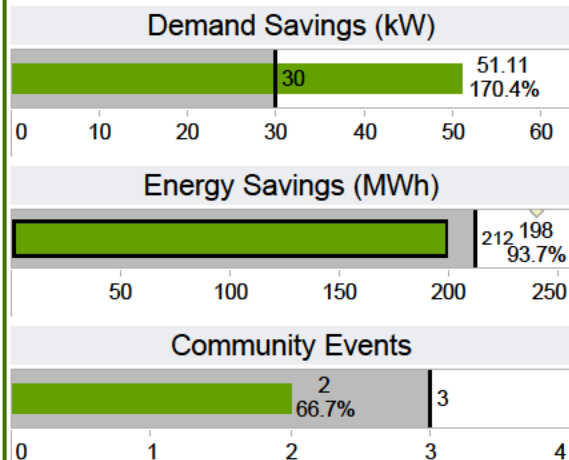 Demand Savings (kW)
30
51.11
170.4%
0 10 20 30 40 50 60
Energy Savings (MWh)
212 198
93.7%
50 100 150 200 250
Community Events
2
66.7%
3
0 1 2 3 4